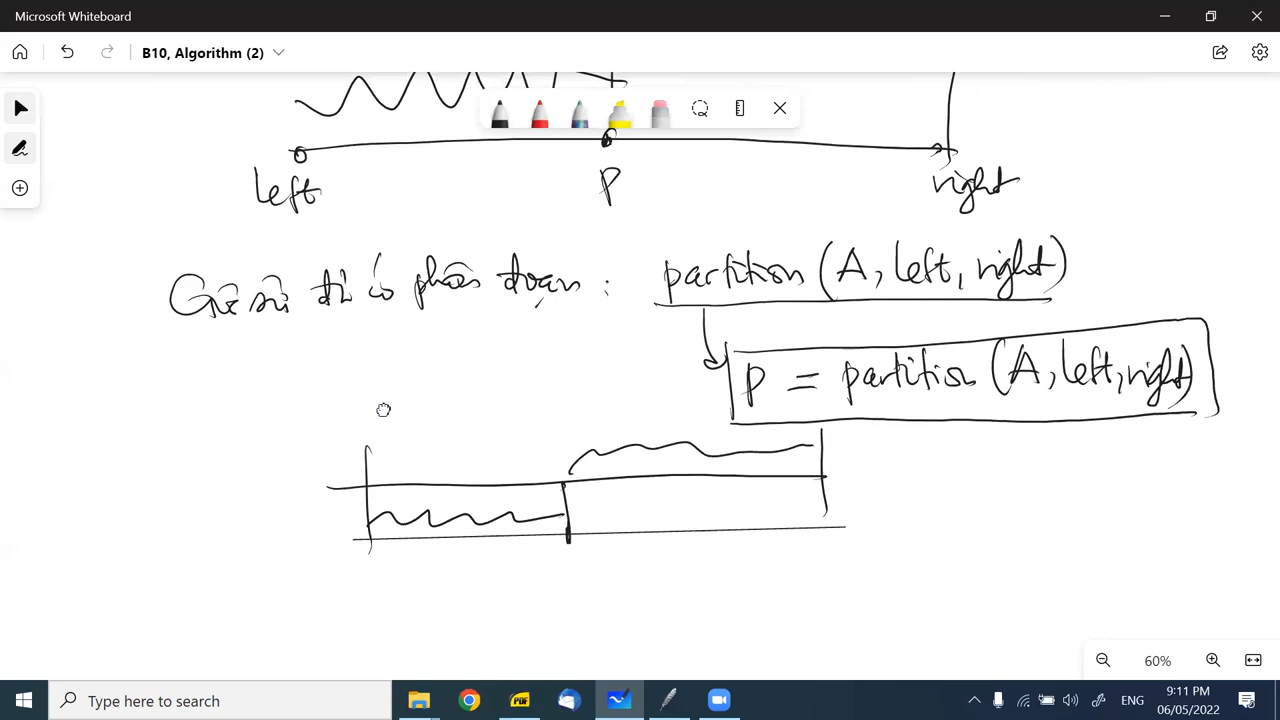 Microsoft Whiteboard
B10, Algorithm (2)
left
P
right
Giả sử đã có phân đoạn : partition (A, left, right)
p = partition (A, left, right)
60%
Type here to search
PDF
ENG
9:11 PM
06/05/2022